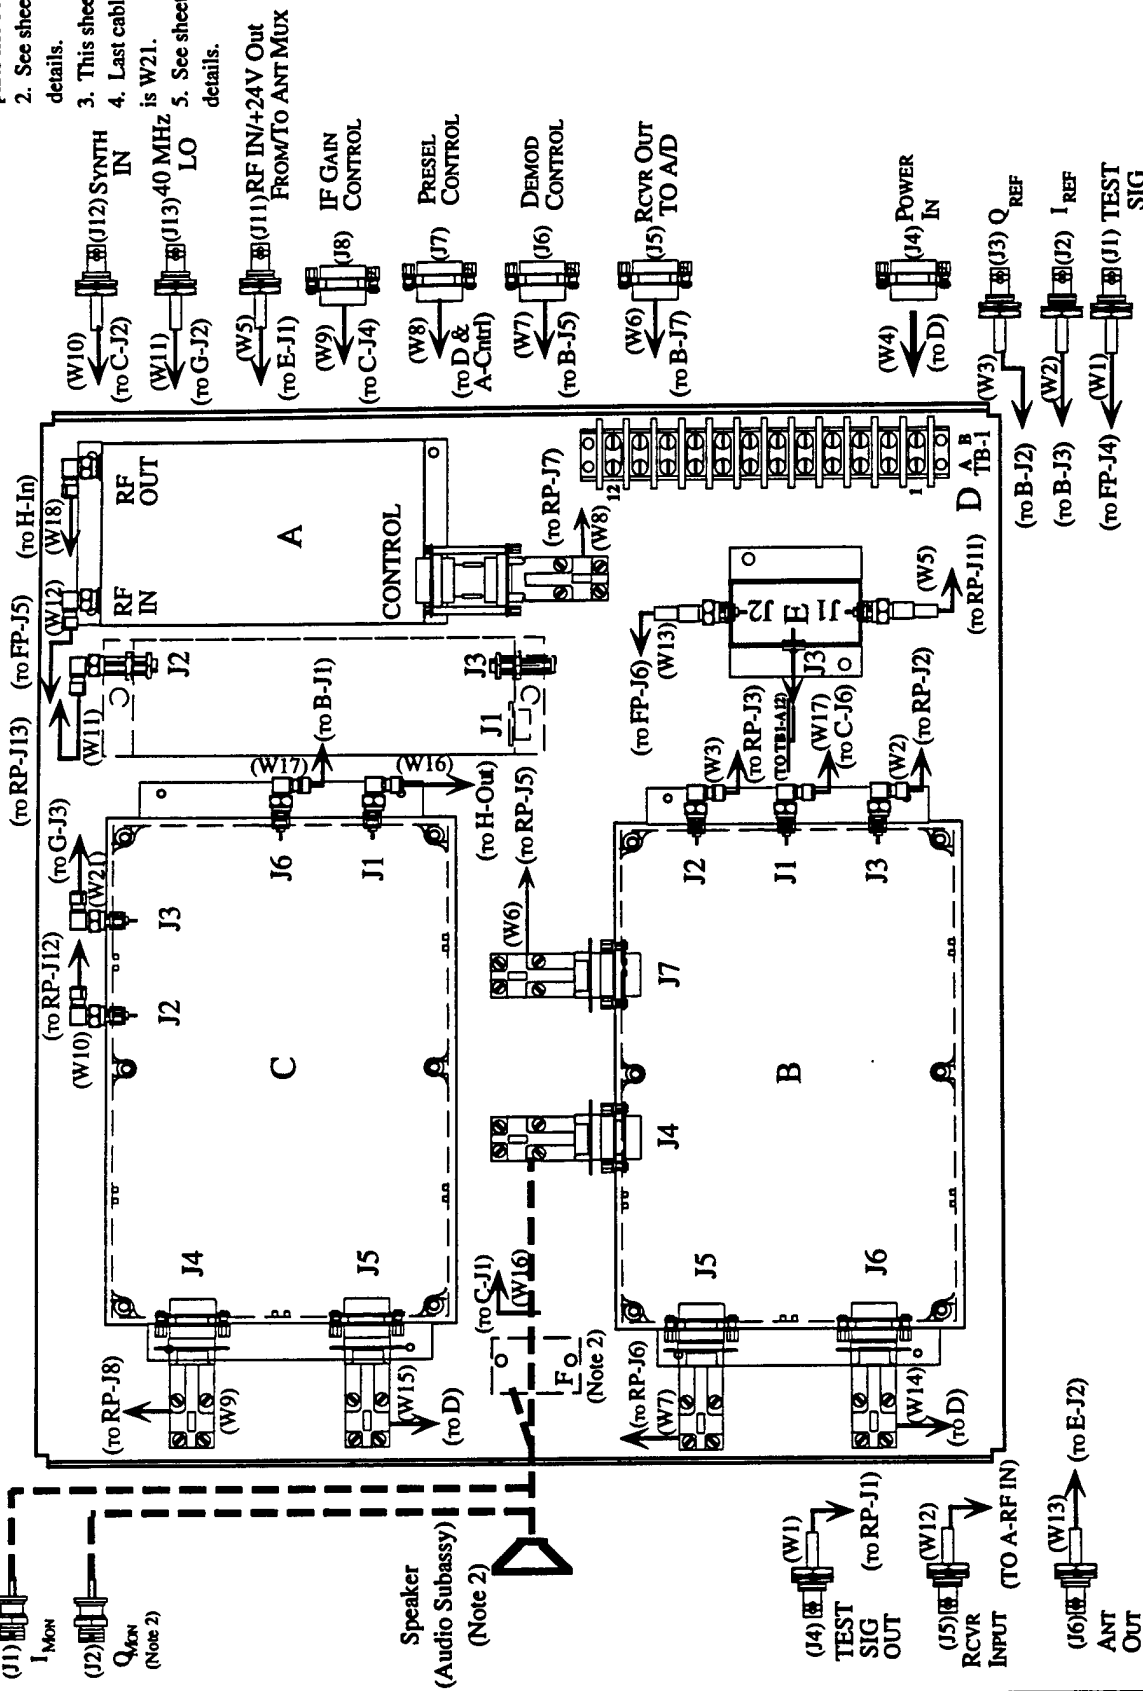 2. See shee
details.
3. This shee
4. Last cabl
is W21.
5. See sheet
details.
(W10)
(J12) SYNTH
IN
(TO C-J2)
(W11)
(J13) 40 MHz
LO
(TO G-J2)
(W5)
(J11) RF IN/+24V Out
FROM/TO ANT MUX
(TO E-J1)
(W9)
(J8)
IF GAIN
CONTROL
(TO C-J4)
(W8)
(J7)
PRESEL
CONTROL
(TO D &
A-Cntrl)
(W7)
(J6)
DEMOD
CONTROL
(TO B-J5)
(W6)
(J5)
RCVR OUT
TO A/D
(TO B-J7)
(W4)
(J4)
POWER
IN
(TO D)
(W3)
(J3) Q REF
(TO B-J2)
(W2)
(J2) I REF
(TO B-J3)
(W1)
(J1) TEST
SIG
(TO FP-J4)
(TO H-In)
(W18)
RF
OUT
A
(TO FP-J5)
(W12)
RF
IN
CONTROL
(TO RP-J7)
(W8)
12
1
D
A B
TB-1
(TO RP-J13)
(W11)
J2
J3
J1
(TO FP-J6)
(W13)
J2
E
J1
J3
(W5)
(TO RP-J11)
(TO TB1-A12)
(TO G-J3)
(W21)
J3
(TO RP-J12)
(W10)
J2
(W17)
(TO B-J1)
J6
(W16)
(TO H-Out)
J1
C
J4
J5
(TO RP-J8)
(W9)
(W15)
(TO D)
(W6)
(TO RP-J5)
J7
J4
(W3)
(TO RP-J3)
J2
(W17)
(TO C-J6)
J1
(W2)
(TO RP-J2)
J3
B
J5
J6
(TO RP-J6)
(W7)
(W14)
(TO D)
(TO C-J1)
(W16)
F
(Note 2)
(J1)
I MON
(J2)
Q MON
(Note 2)
Speaker
(Audio Subassy)
(Note 2)
(J4)
TEST
SIG
OUT
(W1)
(TO RP-J1)
(J5)
RCVR
INPUT
(W12)
(TO A-RF IN)
(J6)
ANT
OUT
(W13)
(TO E-J2)